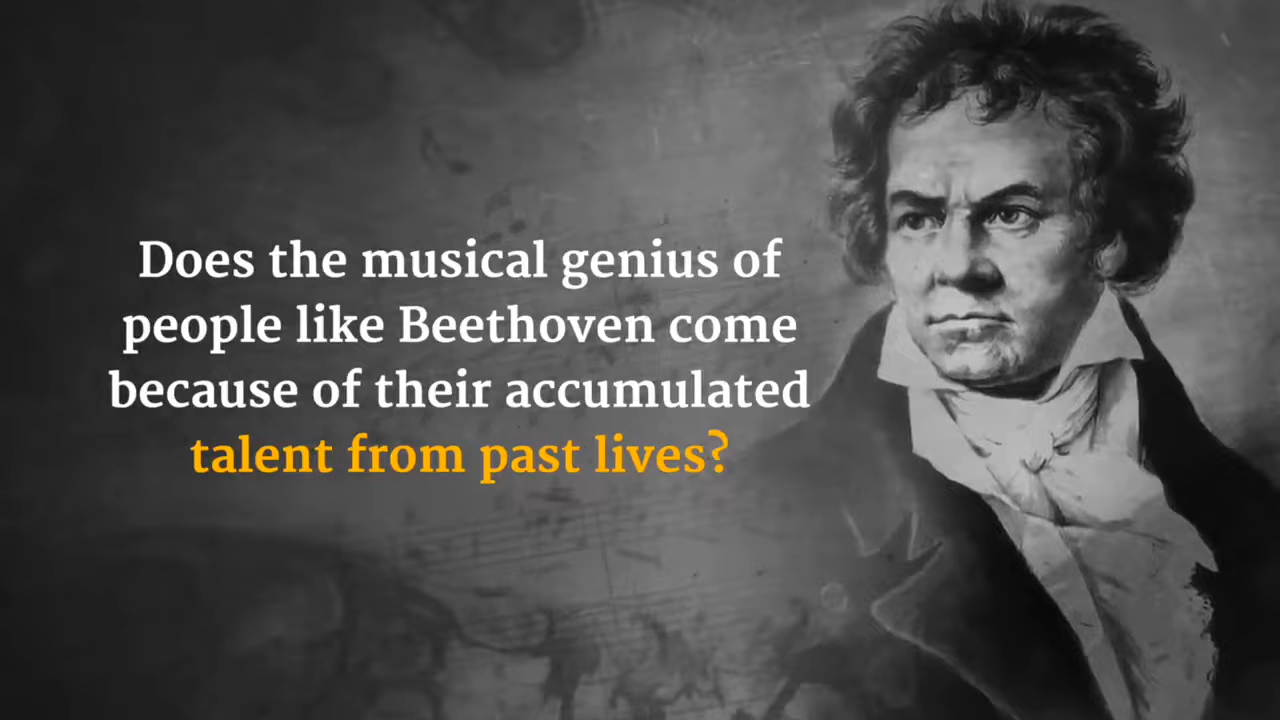 Does the musical genius of
people like Beethoven come
because of their accumulated
talent from past lives?